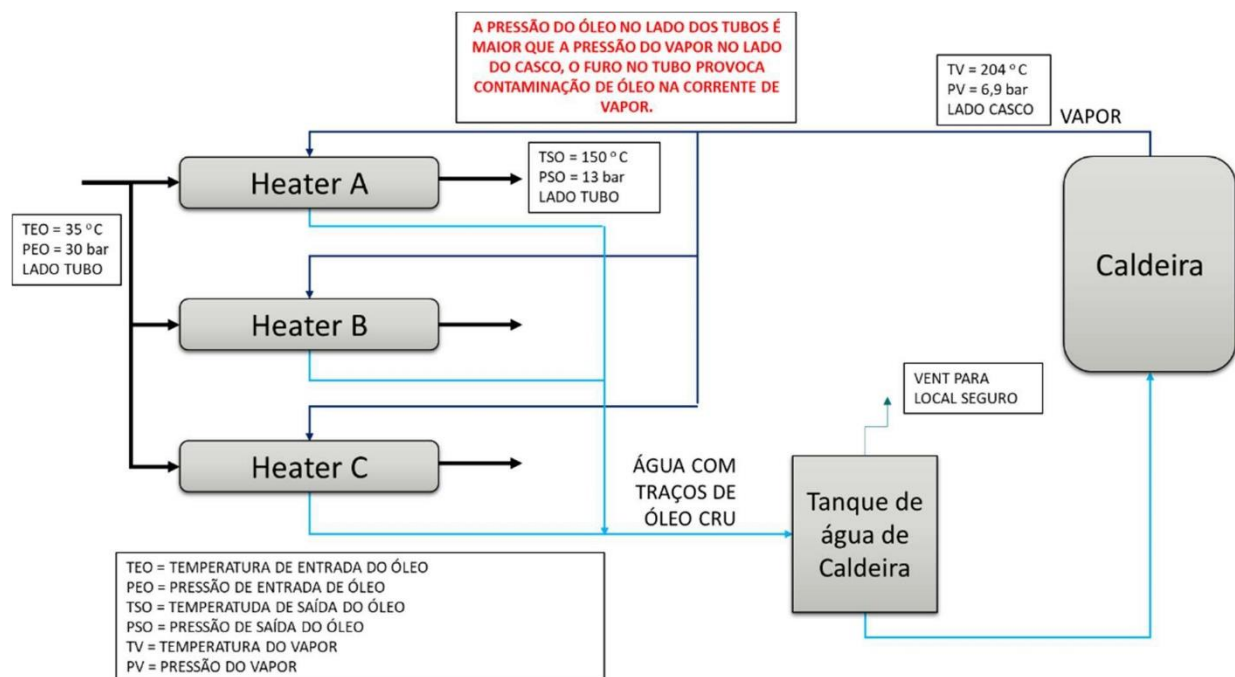 A PRESSÃO DO ÓLEO NO LADO DOS TUBOS É
MAIOR QUE A PRESSÃO DO VAPOR NO LADO
DO CASCO, O FURO NO TUBO PROVOCA
CONTAMINAÇÃO DE ÓLEO NA CORRENTE DE
VAPOR.
TV = 204 ° C
PV = 6,9 bar
LADO CASCO
VAPOR
Heater A
TSO = 150 ° C
PSO = 13 bar
LADO TUBO
TEO = 35 ° C
PEO = 30 bar
LADO TUBO
Caldeira
Heater B
VENT PARA
LOCAL SEGURO
Heater C
ÁGUA COM
TRAÇOS DE
ÓLEO CRU
Tanque de
água de
Caldeira
TEO = TEMPERATURA DE ENTRADA DO ÓLEO
PEO = PRESSÃO DE ENTRADA DE ÓLEO
TSO = TEMPERATUDA DE SAÍDA DO ÓLEO
PSO = PRESSÃO DE SAÍDA DO ÓLEO
TV = TEMPERATURA DO VAPOR
PV = PRESSÃO DO VAPOR